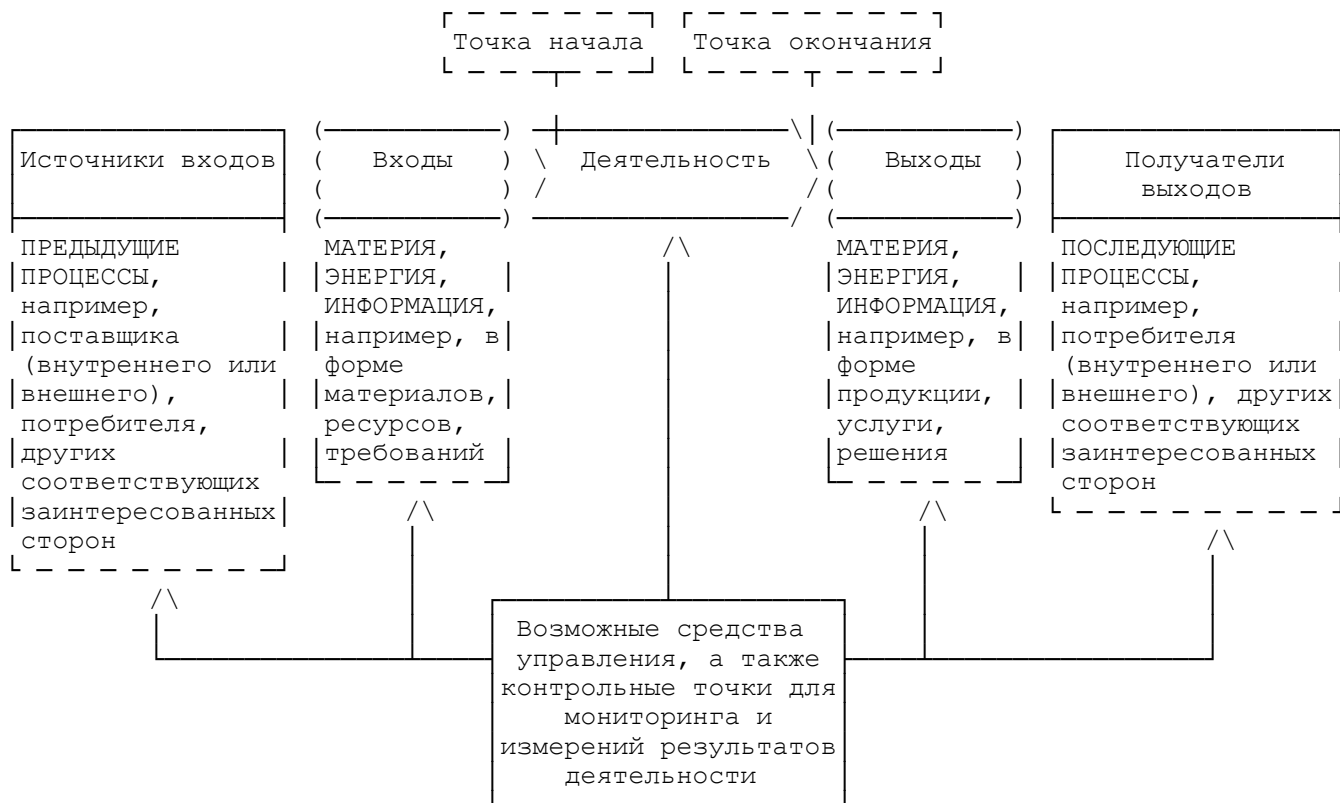 Точка начала
Точка окончания
Источники входов
Входы
Деятельность
Выходы
Получатели
выходов
ПРЕДЫДУЩИЕ
ПРОЦЕССЫ,
например,
поставщика
(внутреннего или
внешнего),
потребителя,
других
соответствующих
заинтересованных
сторон
МАТЕРИЯ,
ЭНЕРГИЯ,
ИНФОРМАЦИЯ,
например, в
форме
материалов,
ресурсов,
требований
МАТЕРИЯ,
ЭНЕРГИЯ,
ИНФОРМАЦИЯ,
например, в
форме
продукции,
услуги,
решения
ПОСЛЕДУЮЩИЕ
ПРОЦЕССЫ,
например,
потребителя
(внутреннего или
внешнего), других
соответствующих
заинтересованных
сторон
Возможные средства
управления, а также
контрольные точки для
мониторинга и
измерений результатов
деятельности